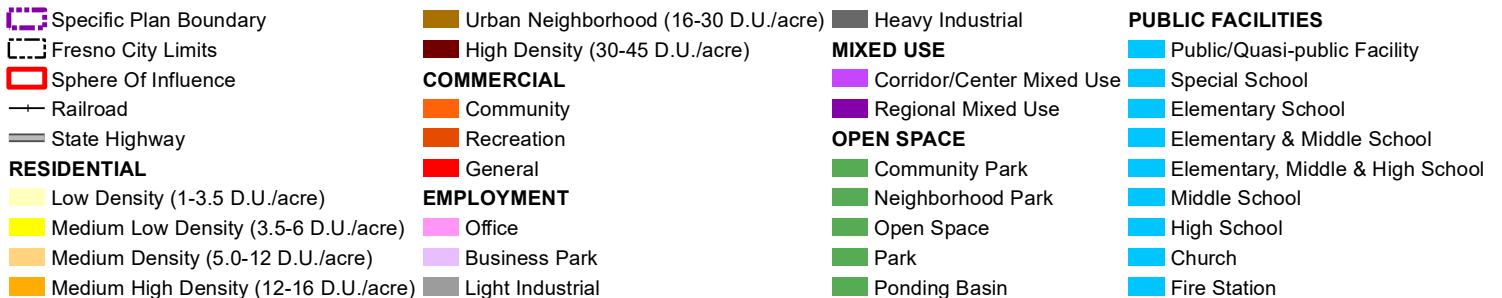 Specific Plan Boundary
Fresno City Limits
Sphere Of Influence
Railroad
State Highway
RESIDENTIAL
Low Density (1-3.5 D.U./acre)
Medium Low Density (3.5-6 D.U./acre)
Medium Density (5.0-12 D.U./acre)
Medium High Density (12-16 D.U./acre)
Urban Neighborhood (16-30 D.U./acre)
High Density (30-45 D.U./acre)
COMMERCIAL
Community
Recreation
General
EMPLOYMENT
Office
Business Park
Light Industrial
Heavy Industrial
MIXED USE
Corridor/Center Mixed Use
Regional Mixed Use
OPEN SPACE
Community Park
Neighborhood Park
Open Space
Park
Ponding Basin
PUBLIC FACILITIES
Public/Quasi-public Facility
Special School
Elementary School
Elementary & Middle School
Elementary, Middle & High School
Middle School
High School
Church
Fire Station